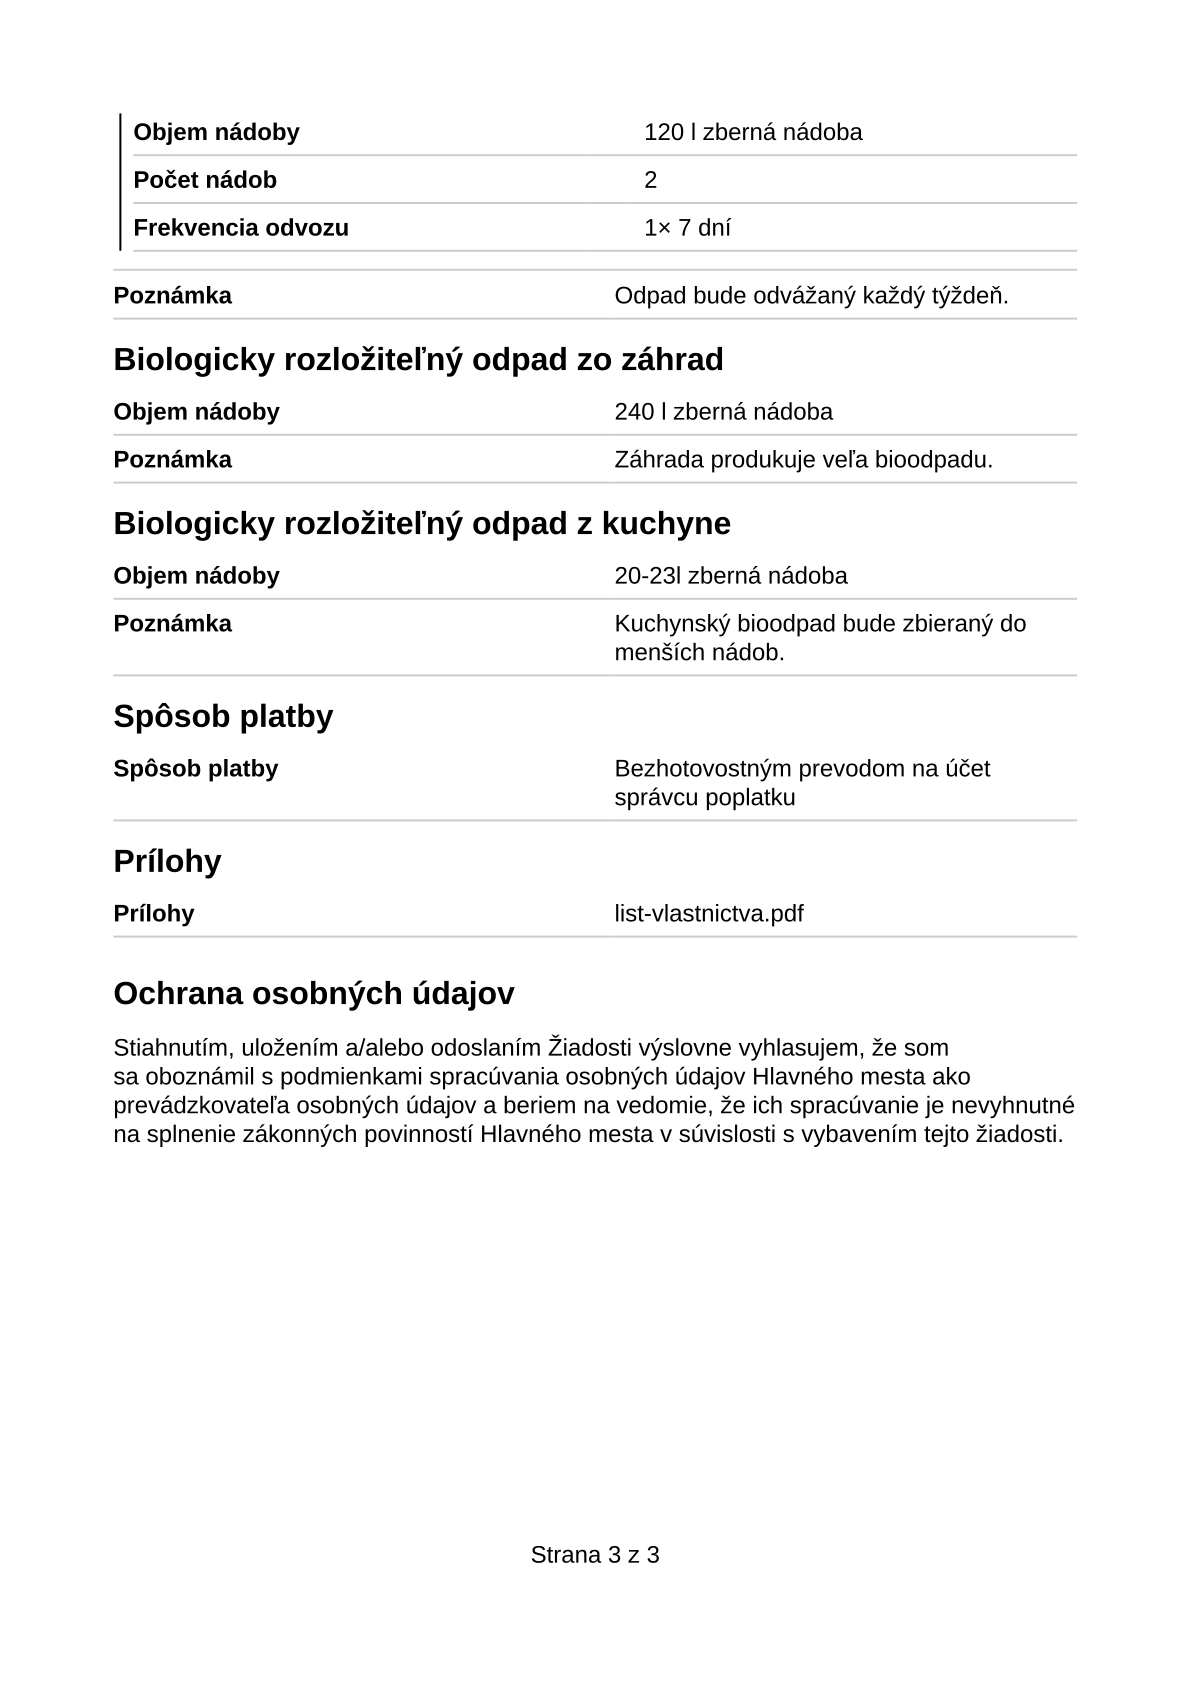 Objem nádoby 120 l zberná nádoba
Počet nádob 2
Frekvencia odvozu 1× 7 dní
Poznámka Odpad bude odvážaný každý týždeň.
Biologicky rozložiteľný odpad zo záhrad
Objem nádoby 240 l zberná nádoba
Poznámka Záhrada produkuje veľa bioodpadu.
Biologicky rozložiteľný odpad z kuchyne
Objem nádoby 20-23l zberná nádoba
Poznámka Kuchynský bioodpad bude zbieraný do
menších nádob.
Spôsob platby
Spôsob platby Bezhotovostným prevodom na účet
správcu poplatku
Prílohy
Prílohy list-vlastnictva.pdf
Ochrana osobných údajov
Stiahnutím, uložením a/alebo odoslaním Žiadosti výslovne vyhlasujem, že som
sa oboznámil s podmienkami spracúvania osobných údajov Hlavného mesta ako
prevádzkovateľa osobných údajov a beriem na vedomie, že ich spracúvanie je nevyhnutné
na splnenie zákonných povinností Hlavného mesta v súvislosti s vybavením tejto žiadosti.
Strana 3 z 3